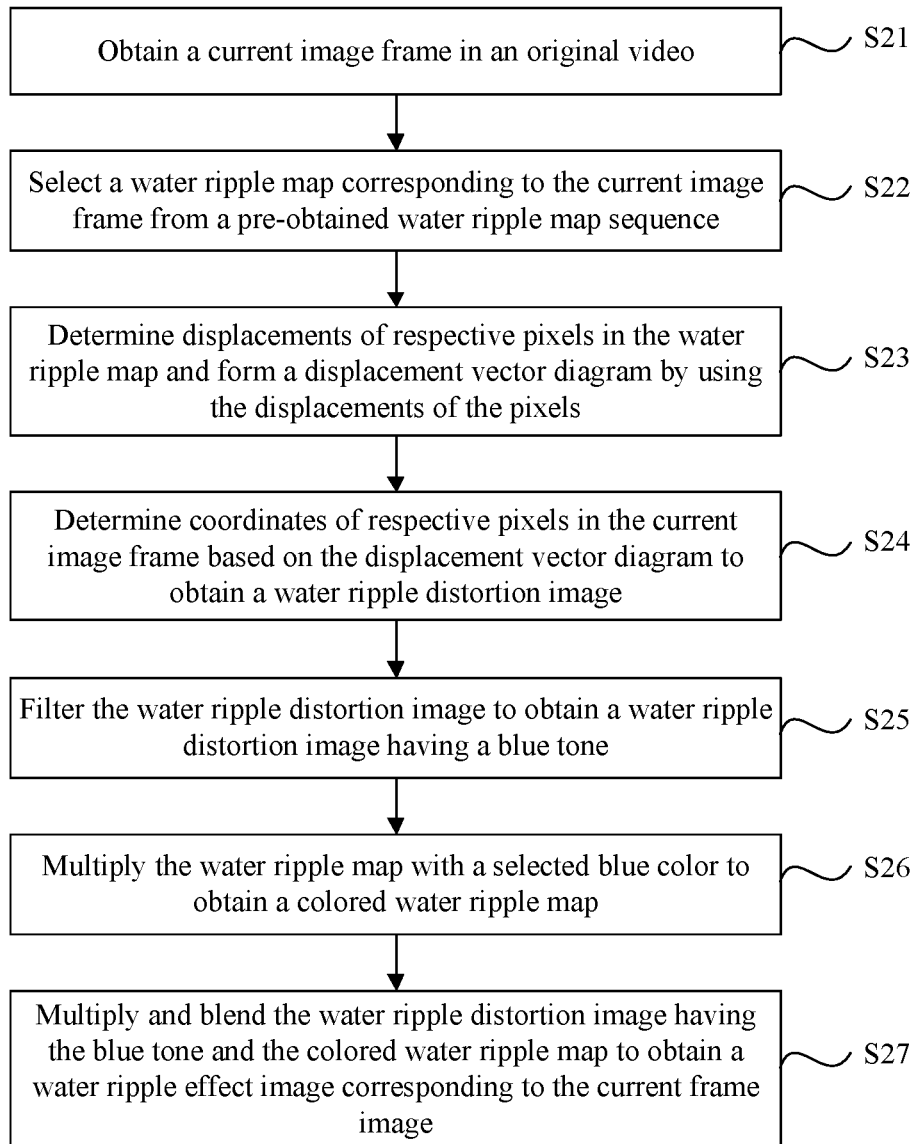 Obtain a current image frame in an original video
S21
Select a water ripple map corresponding to the current image
frame from a pre-obtained water ripple map sequence
S22
Determine displacements of respective pixels in the water
ripple map and form a displacement vector diagram by using
the displacements of the pixels
S23
Determine coordinates of respective pixels in the current
image frame based on the displacement vector diagram to
obtain a water ripple distortion image
S24
Filter the water ripple distortion image to obtain a water ripple
distortion image having a blue tone
S25
Multiply the water ripple map with a selected blue color to
obtain a colored water ripple map
S26
Multiply and blend the water ripple distortion image having
the blue tone and the colored water ripple map to obtain a
water ripple effect image corresponding to the current frame
image
S27